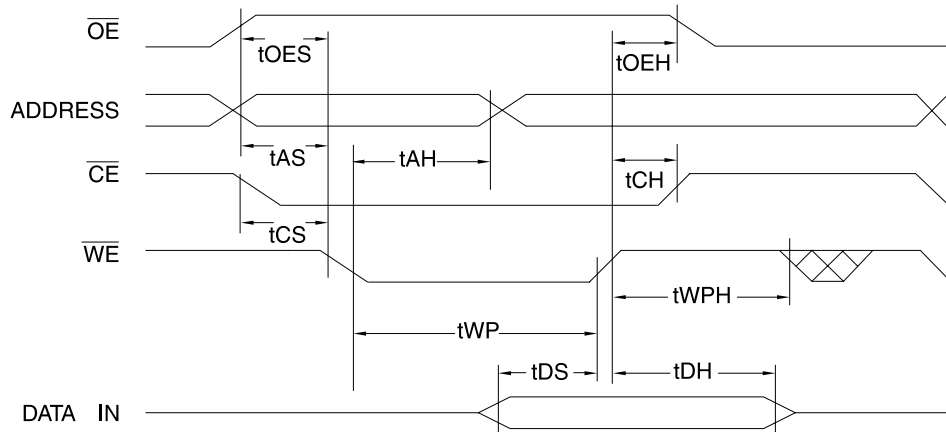 OE
tOES
tOEH
ADDRESS
tAS
tAH
CE
tCH
tCS
WE
tWPH
tWP
tDS
tDH
DATA IN